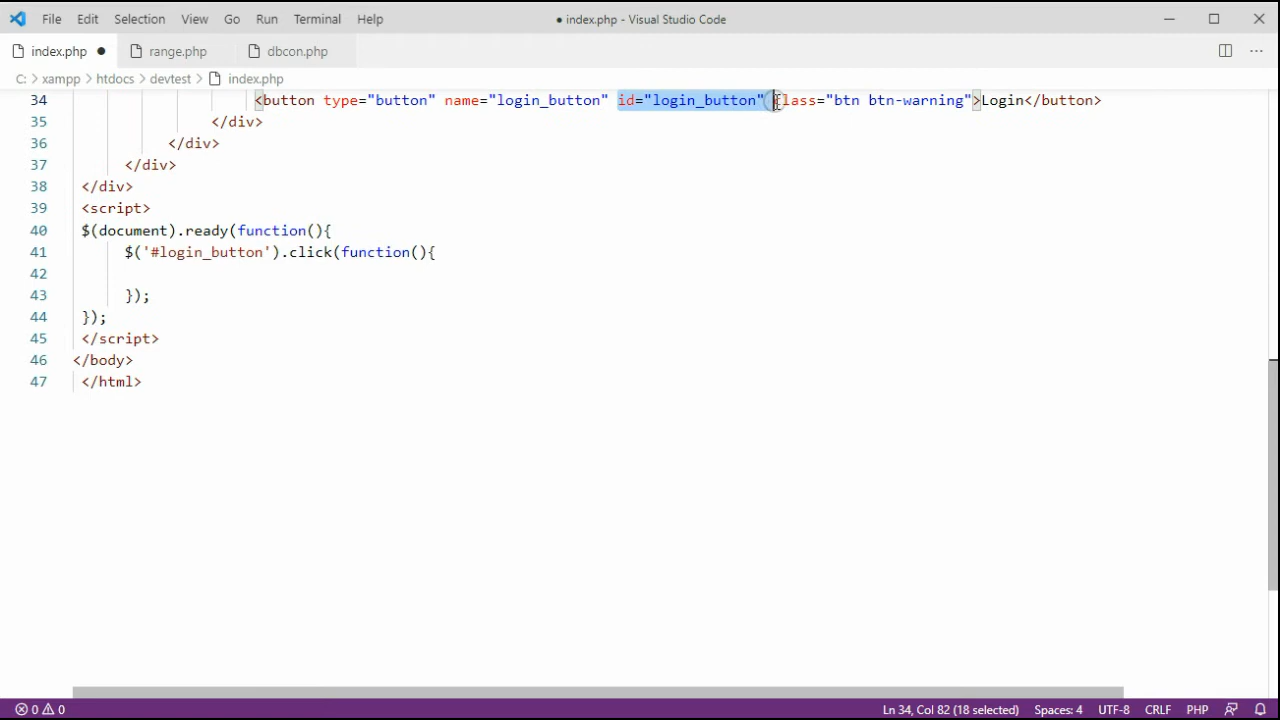 File Edit Selection View Go Run Terminal Help
● index.php - Visual Studio Code
index.php ● range.php dbcon.php
C: > xampp > htdocs > devtest > index.php
34 <button type="button" name="login_button" id="login_button" class="btn btn-warning">Login</button>
35 </div>
36 </div>
37 </div>
38 </div>
39 <script>
40 $(document).ready(function(){
41 $('#login_button').click(function(){
42
43 });
44 });
45 </script>
46 </body>
47 </html>
0 0 Ln 34, Col 82 (18 selected) Spaces: 4 UTF-8 CRLF PHP